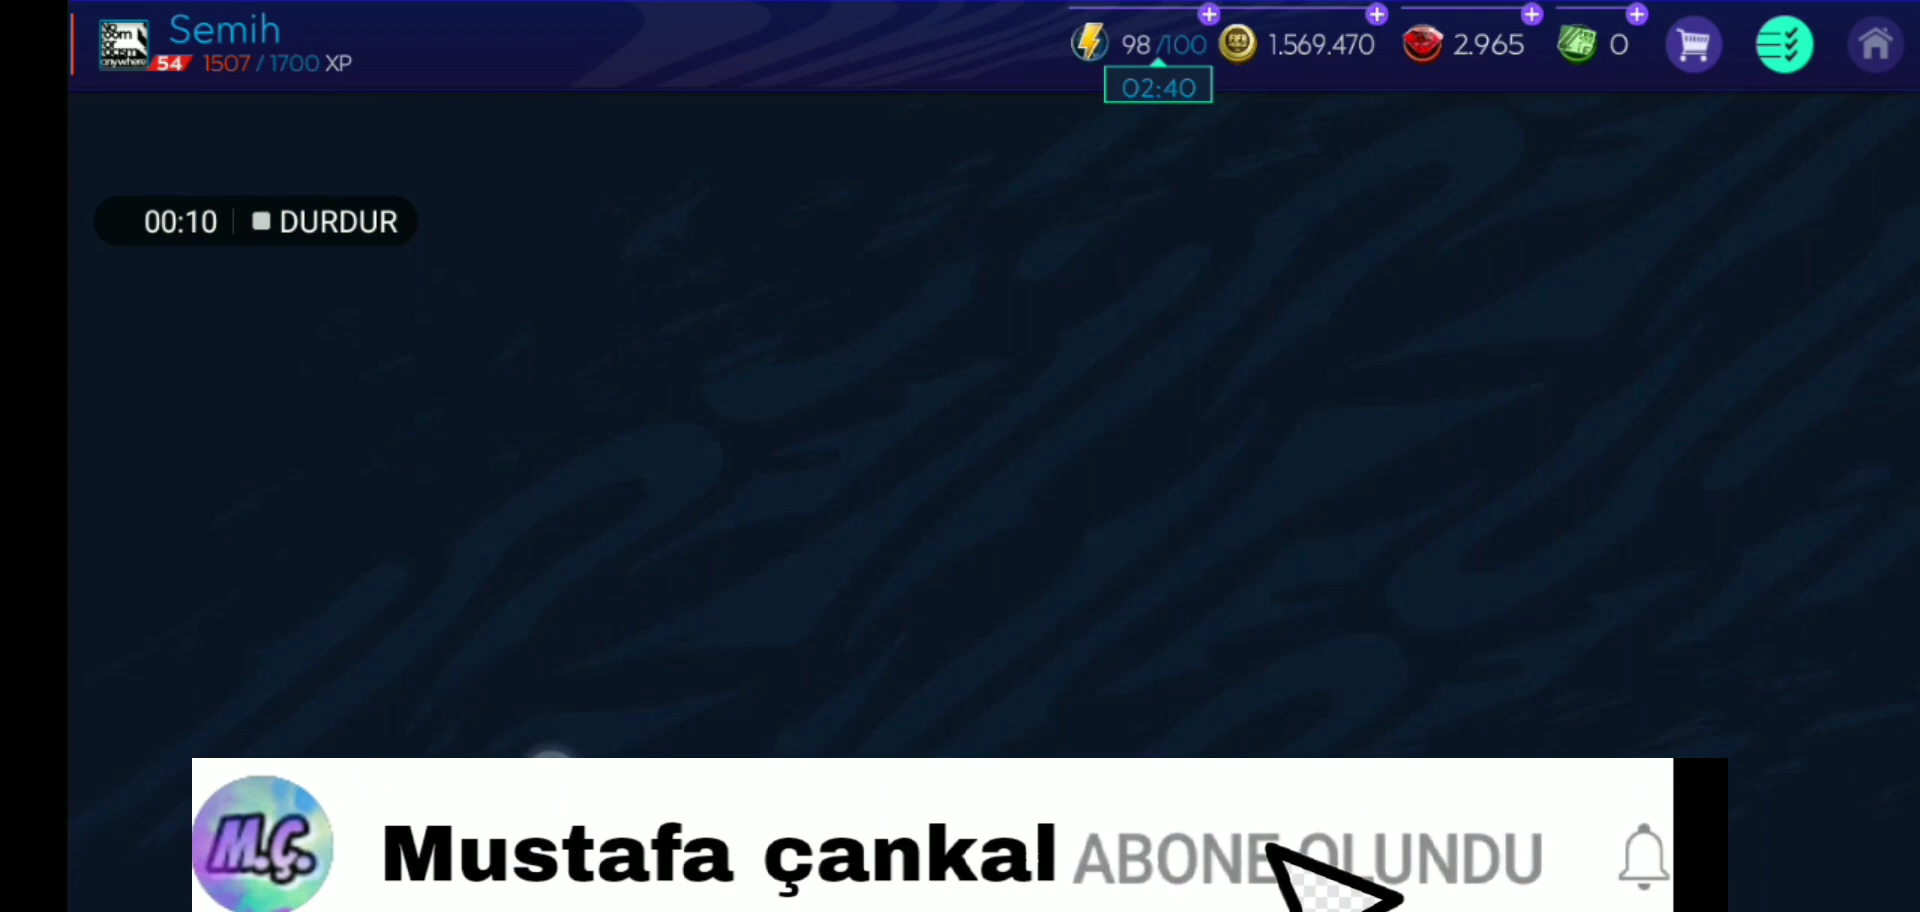 Semih
54 1507 / 1700 XP
98 /100
1.569.470
2.965
0
02:40
00:10
DURDUR
M.Ç.
Mustafa çankal
ABONE OLUNDU